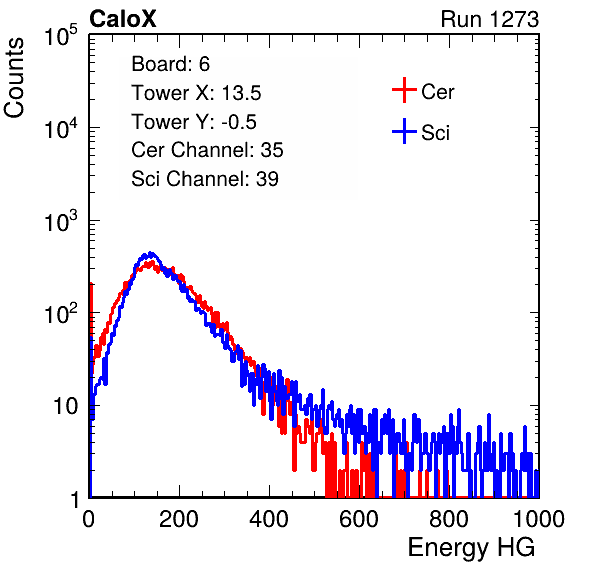 CaloX Run 1273
Counts
10^5
10^4
10^3
10^2
10
1
Board: 6
Tower X: 13.5
Tower Y: -0.5
Cer Channel: 35
Sci Channel: 39
Cer
Sci
0 200 400 600 800 1000
Energy HG